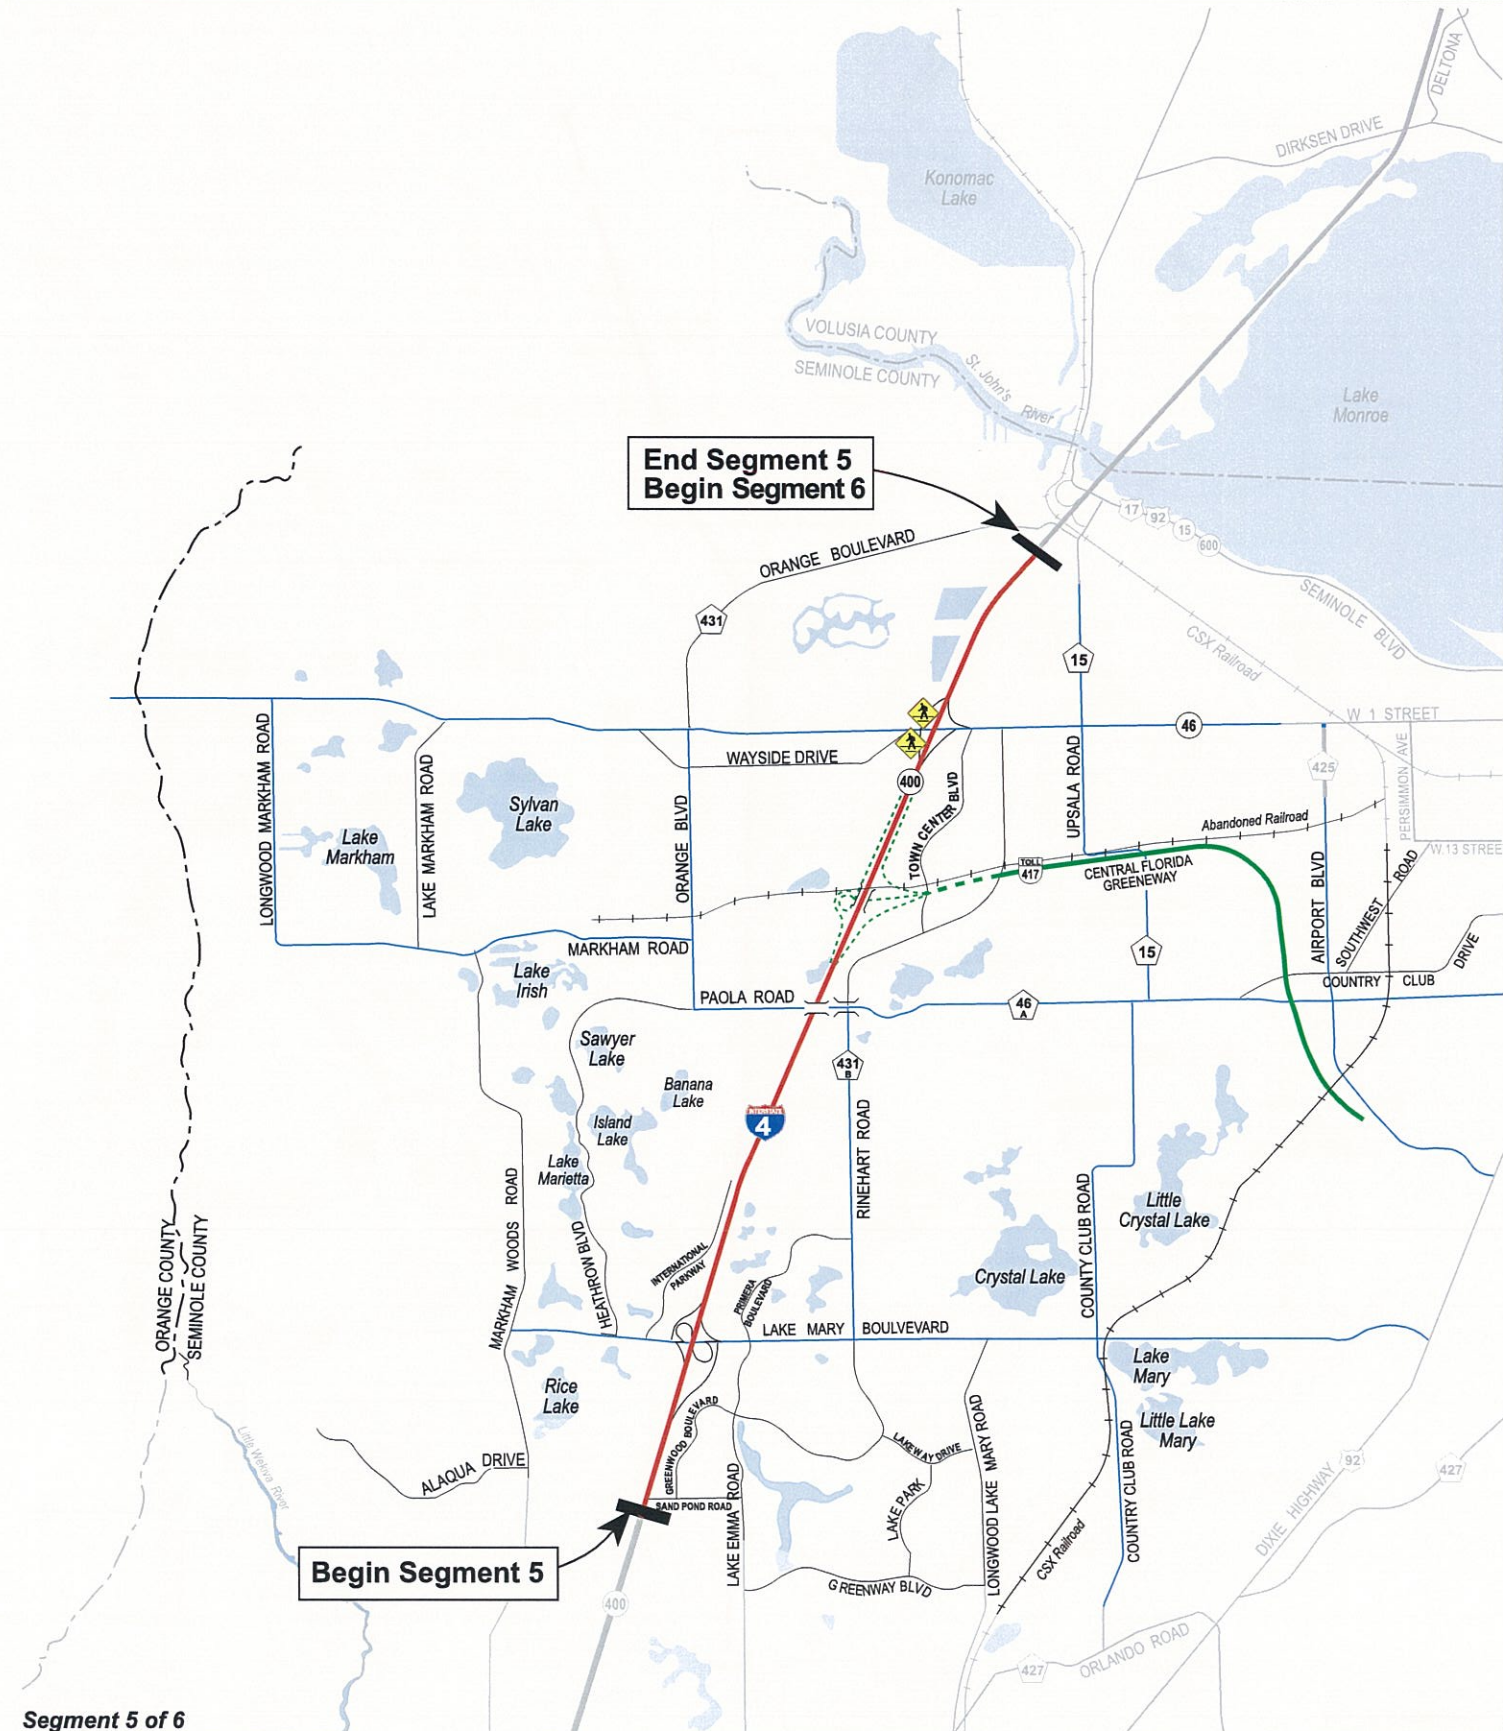 DELTONA
DIRKSEN DRIVE
Konomac
Lake
VOLUSIA COUNTY
SEMINOLE COUNTY
St. John's
River
Lake
Monroe
End Segment 5
Begin Segment 6
17
92
15
600
ORANGE BOULEVARD
SEMINOLE BLVD
431
CSX Railroad
15
LONGWOOD MARKHAM ROAD
W 1 STREET
46
WAYSIDE DRIVE
UPSALA ROAD
PERSIMMON AVE
425
400
LAKE MARKHAM ROAD
Sylvan
Lake
TOWN CENTER BLVD
ORANGE BLVD
Lake
Markham
Abandoned Railroad
W.13 STREE
TOLL
417
CENTRAL FLORIDA
GREENEWAY
AIRPORT BLVD
SOUTHWEST ROAD
MARKHAM ROAD
15
COUNTRY CLUB DRIVE
Lake
Irish
PAOLA ROAD
46
A
Sawyer
Lake
431
B
Banana
Lake
INTERSTATE
4
Island
Lake
RINEHART ROAD
Lake
Marietta
MARKHAM WOODS ROAD
COUNTY CLUB ROAD
Little
Crystal Lake
ORANGE COUNTY
SEMINOLE COUNTY
HEATHROW BLVD
INTERNATIONAL
PARKWAY
Crystal Lake
PRIMERA
BOULEVARD
LAKE MARY BOULVEVARD
Lake
Mary
Rice
Lake
Little Lake
Mary
GREENWOOD BOULEVARD
LAKEWAY DRIVE
LONGWOOD LAKE MARY ROAD
COUNTRY CLUB ROAD
Little Wekiva River
ALAQUA DRIVE
92
427
DIXIE HIGHWAY
SAND POND ROAD
LAKE EMMA ROAD
LAKE PARK
CSX Railroad
Begin Segment 5
GREENWAY BLVD
400
ORLANDO ROAD
427
Segment 5 of 6